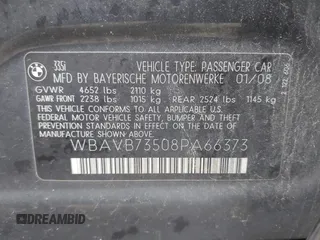 335i
VEHICLE TYPE PASSENGER CAR
MFD BY BAYERISCHE MOTORENWERKE 01/08
GVWR 4652 lbs 2110 kg
GAWR FRONT 2238 lbs 1015 kg REAR 2524 lbs 1145 kg
THIS VEHICLE CONFORMS TO ALL APPLICABLE
FEDERAL MOTOR VEHICLE SAFETY, BUMPER, AND
THEFT PREVENTION STANDARDS IN EFFECT ON THE DATE OF
MANUFACTURE SHOWN ABOVE.
WBAVB73508PA66373
DREAMBID